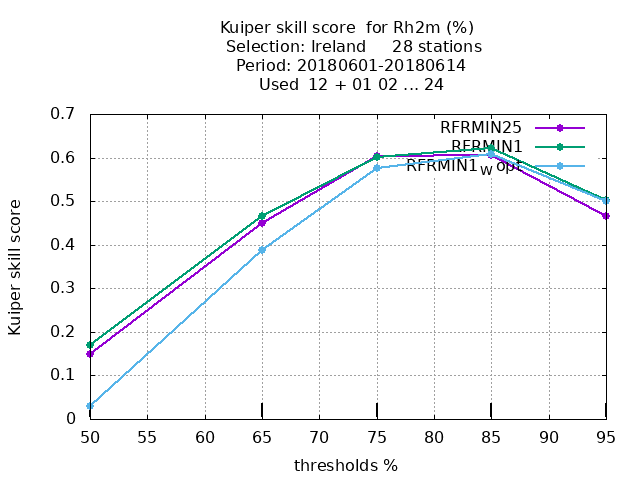 Kuiper skill score  for Rh2m (%)
Selection: Ireland     28 stations
Period: 20180601-20180614
Used  12 + 01 02 ... 24
RFRMIN25
RFRMIN1
RFRMIN1W opt
Kuiper skill score
0.7
0.6
0.5
0.4
0.3
0.2
0.1
0
50 55 60 65 70 75 80 85 90 95
thresholds %